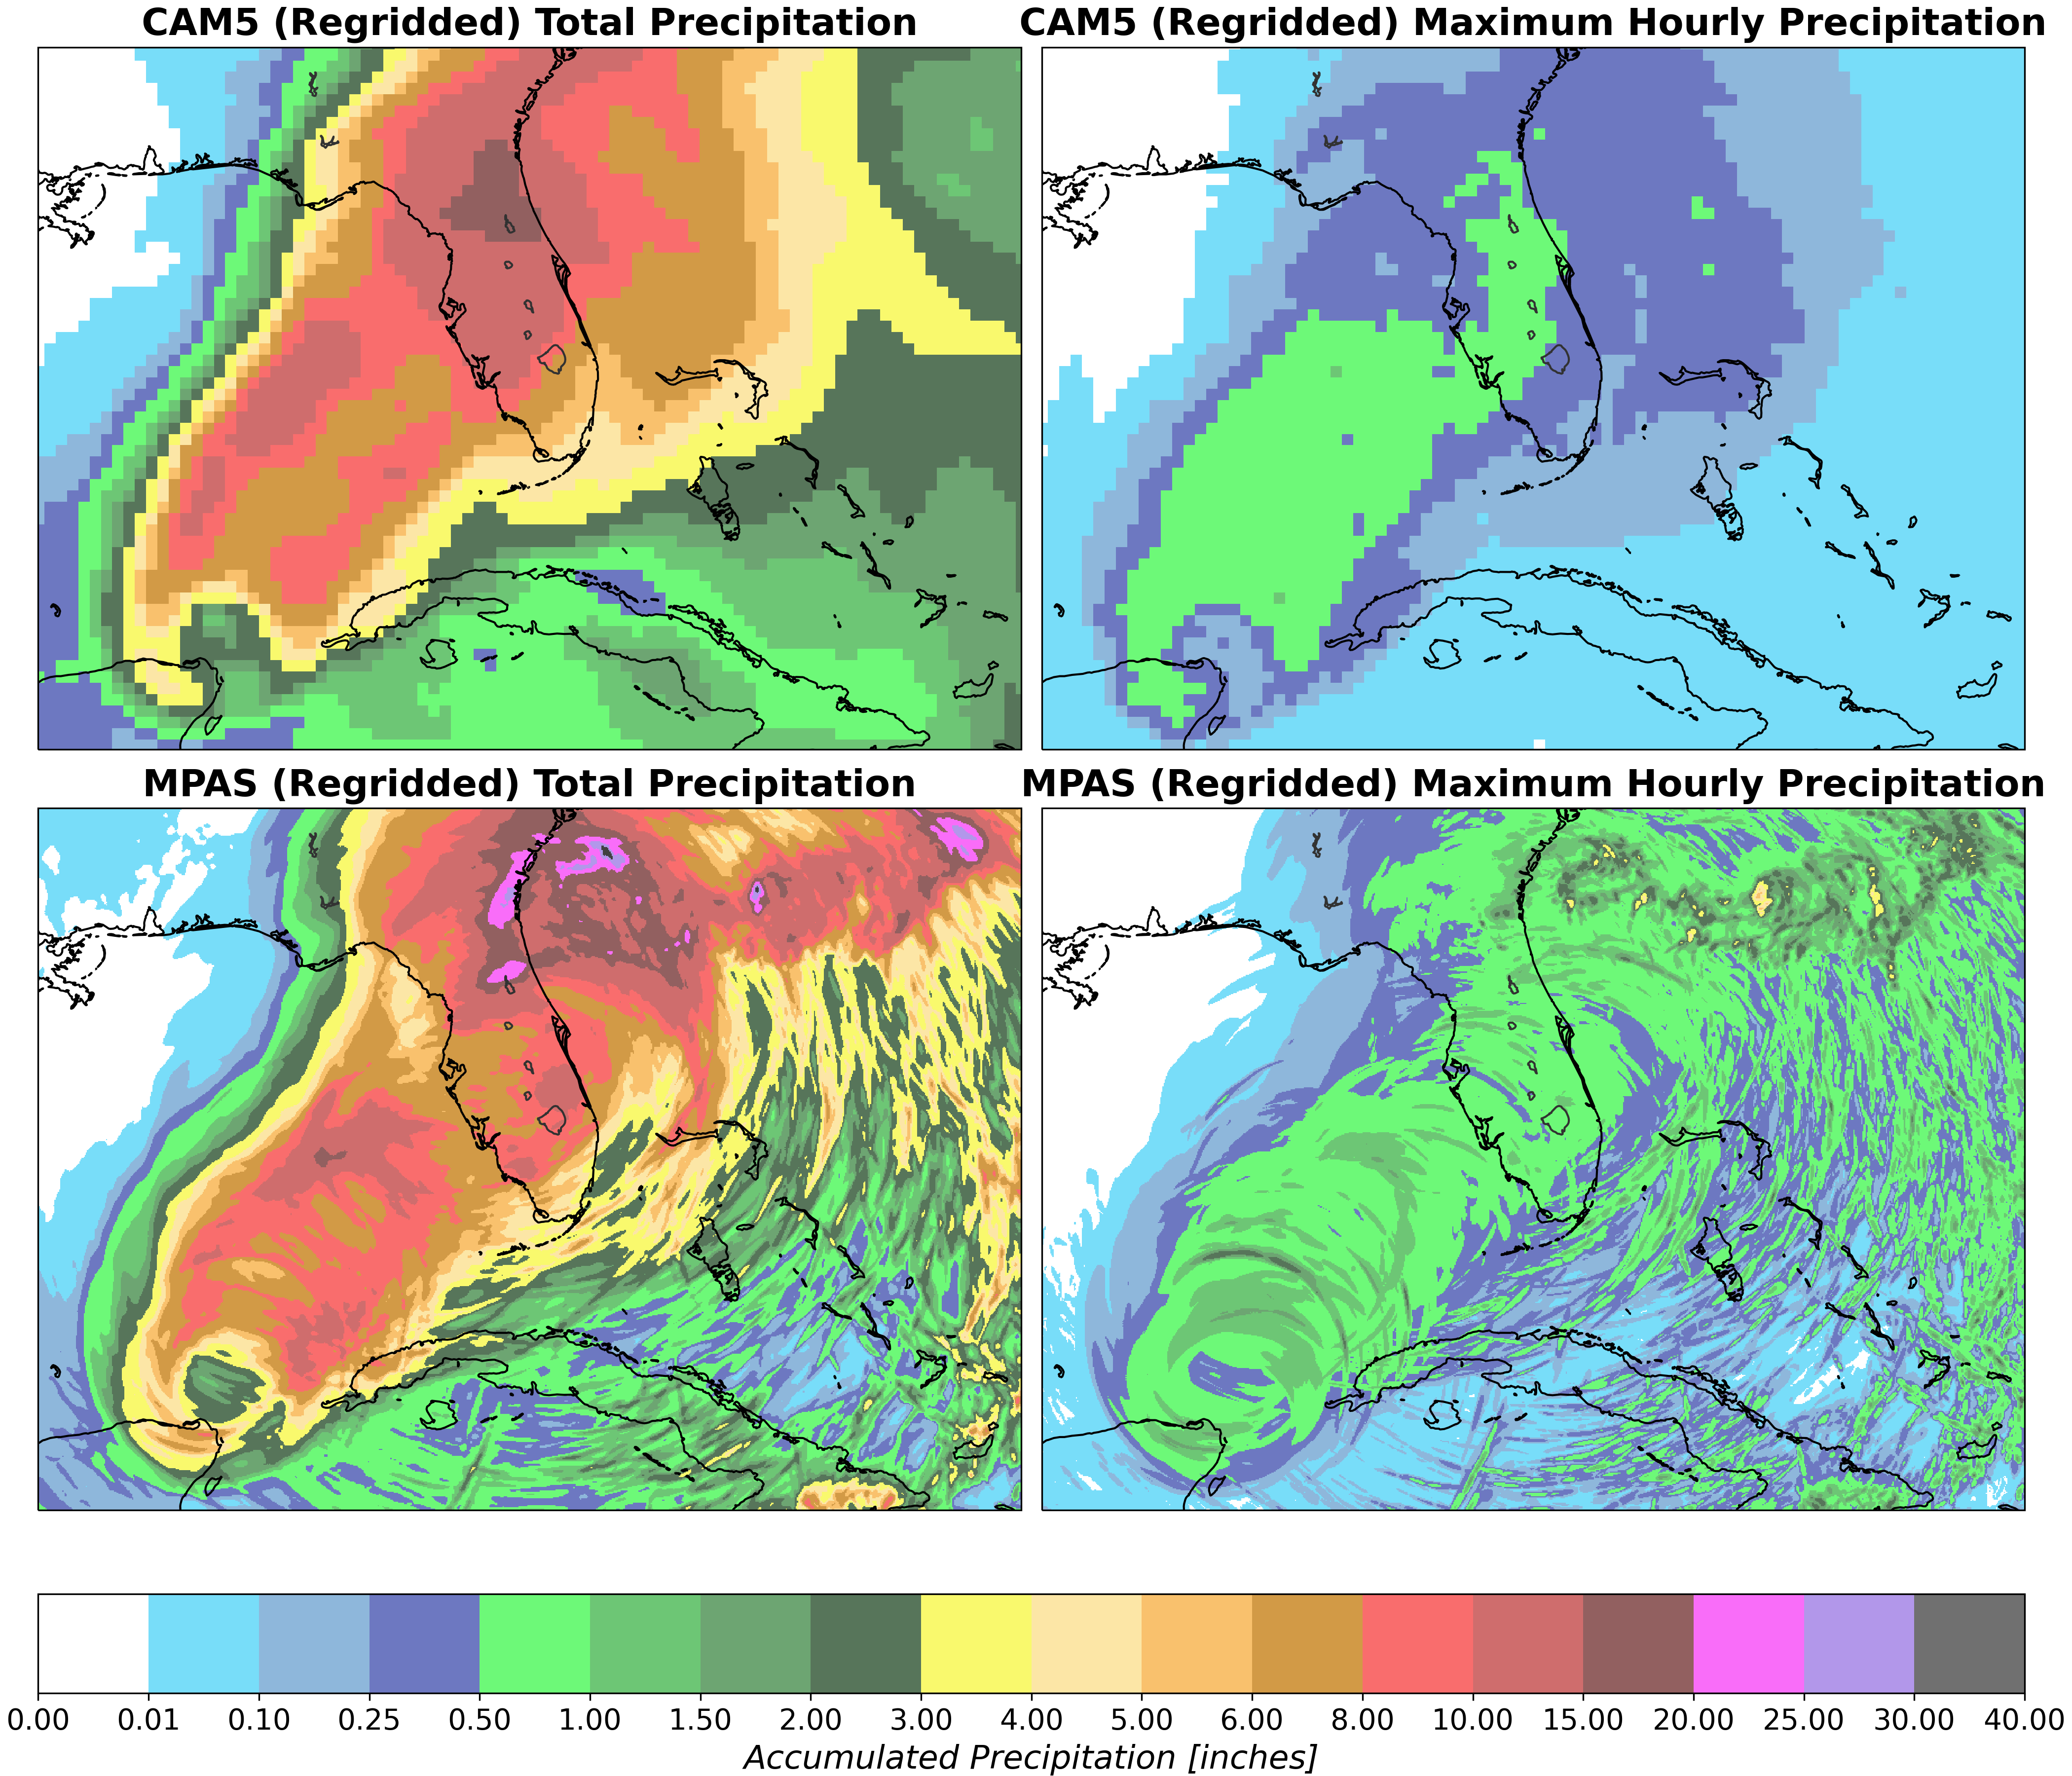 CAM5 (Regridded) Total Precipitation
CAM5 (Regridded) Maximum Hourly Precipitation
MPAS (Regridded) Total Precipitation
MPAS (Regridded) Maximum Hourly Precipitation
0.00 0.01 0.10 0.25 0.50 1.00 1.50 2.00 3.00 4.00 5.00 6.00 8.00 10.00 15.00 20.00 25.00 30.00 40.00
Accumulated Precipitation [inches]